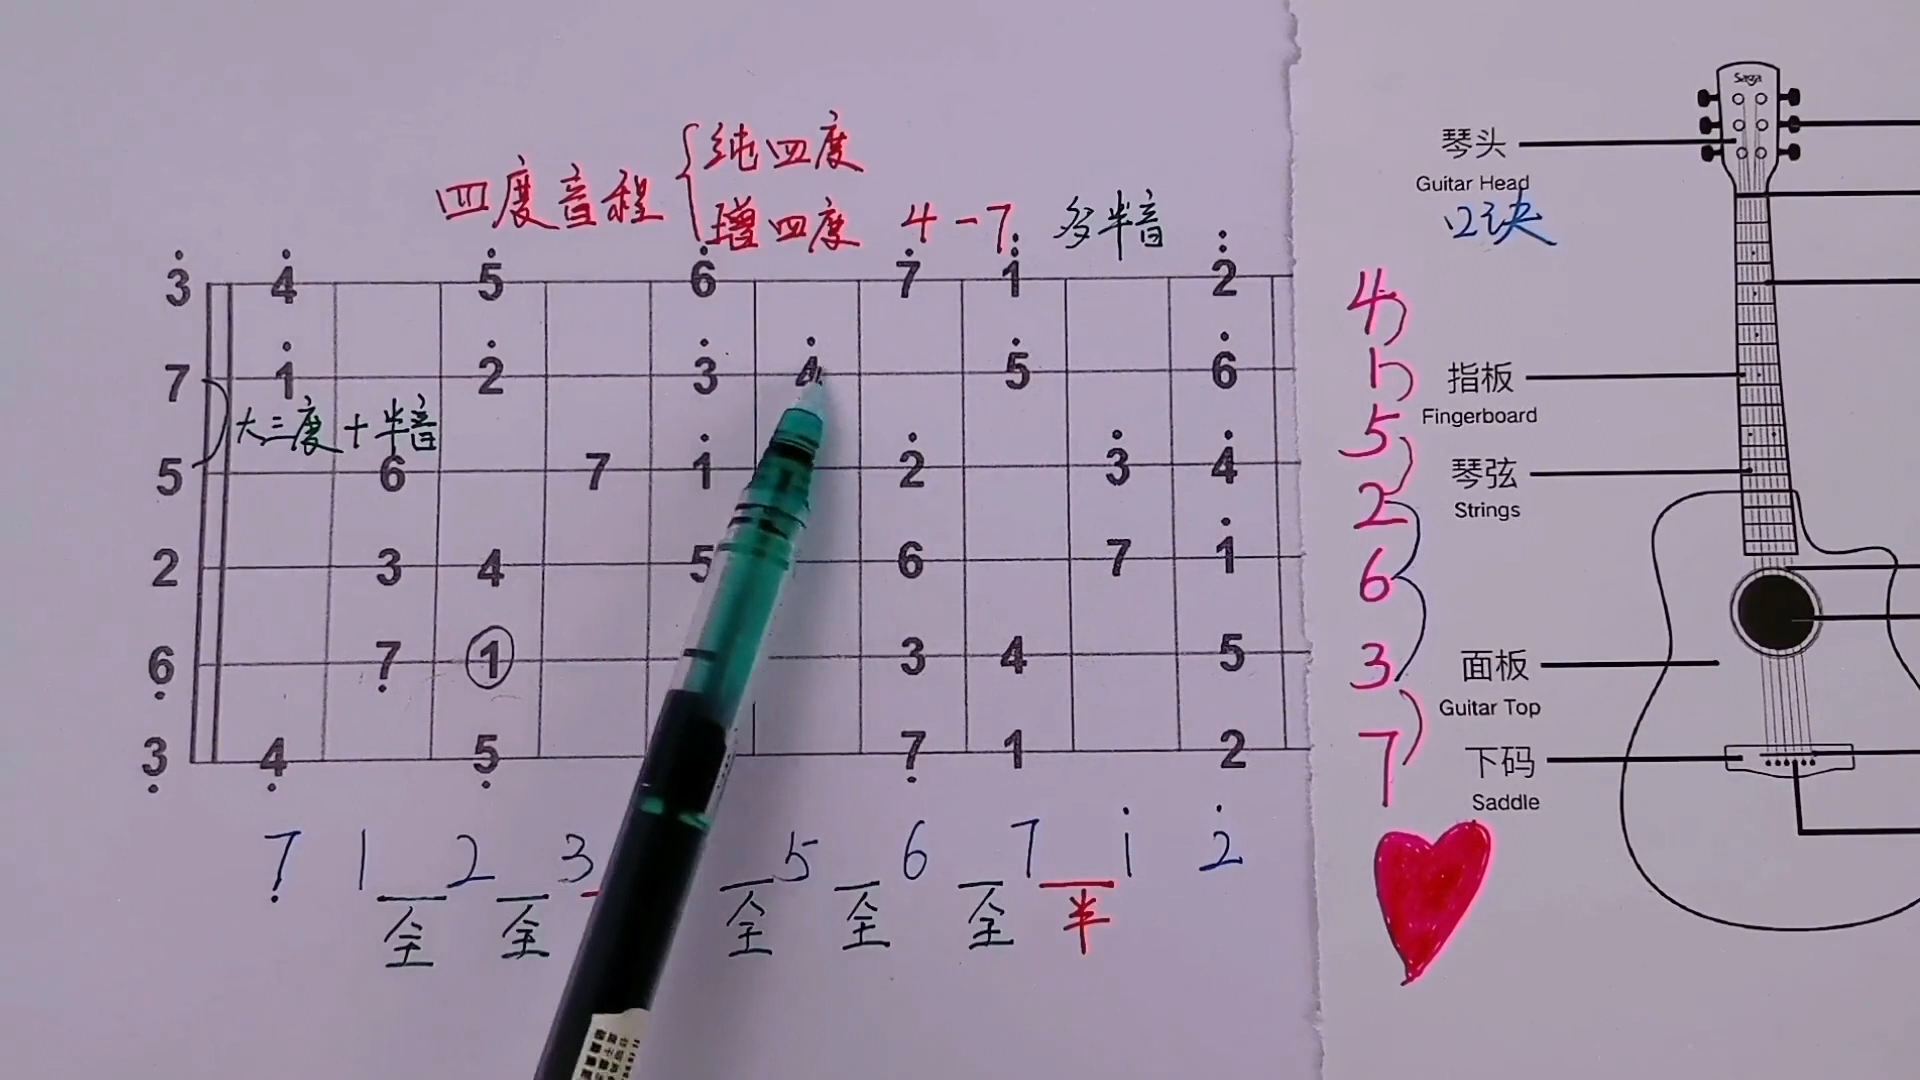 四度音程
纯四度
增四度 4-7 多半音
3 4 5 6 7 1 2
7 1 2 3 4 5 6
大三度+半音
5 6 7 1 2 3 4
2 3 4 5 6 7 1
6 7 1 3 4 5
3 4 5 7 1 2
7 1 2 3 5 6 7 1 2
全 全 全 全 全 半
Saga
琴头
Guitar Head
口诀
4
1
5
2
6
3
7
指板
Fingerboard
琴弦
Strings
面板
Guitar Top
下码
Saddle